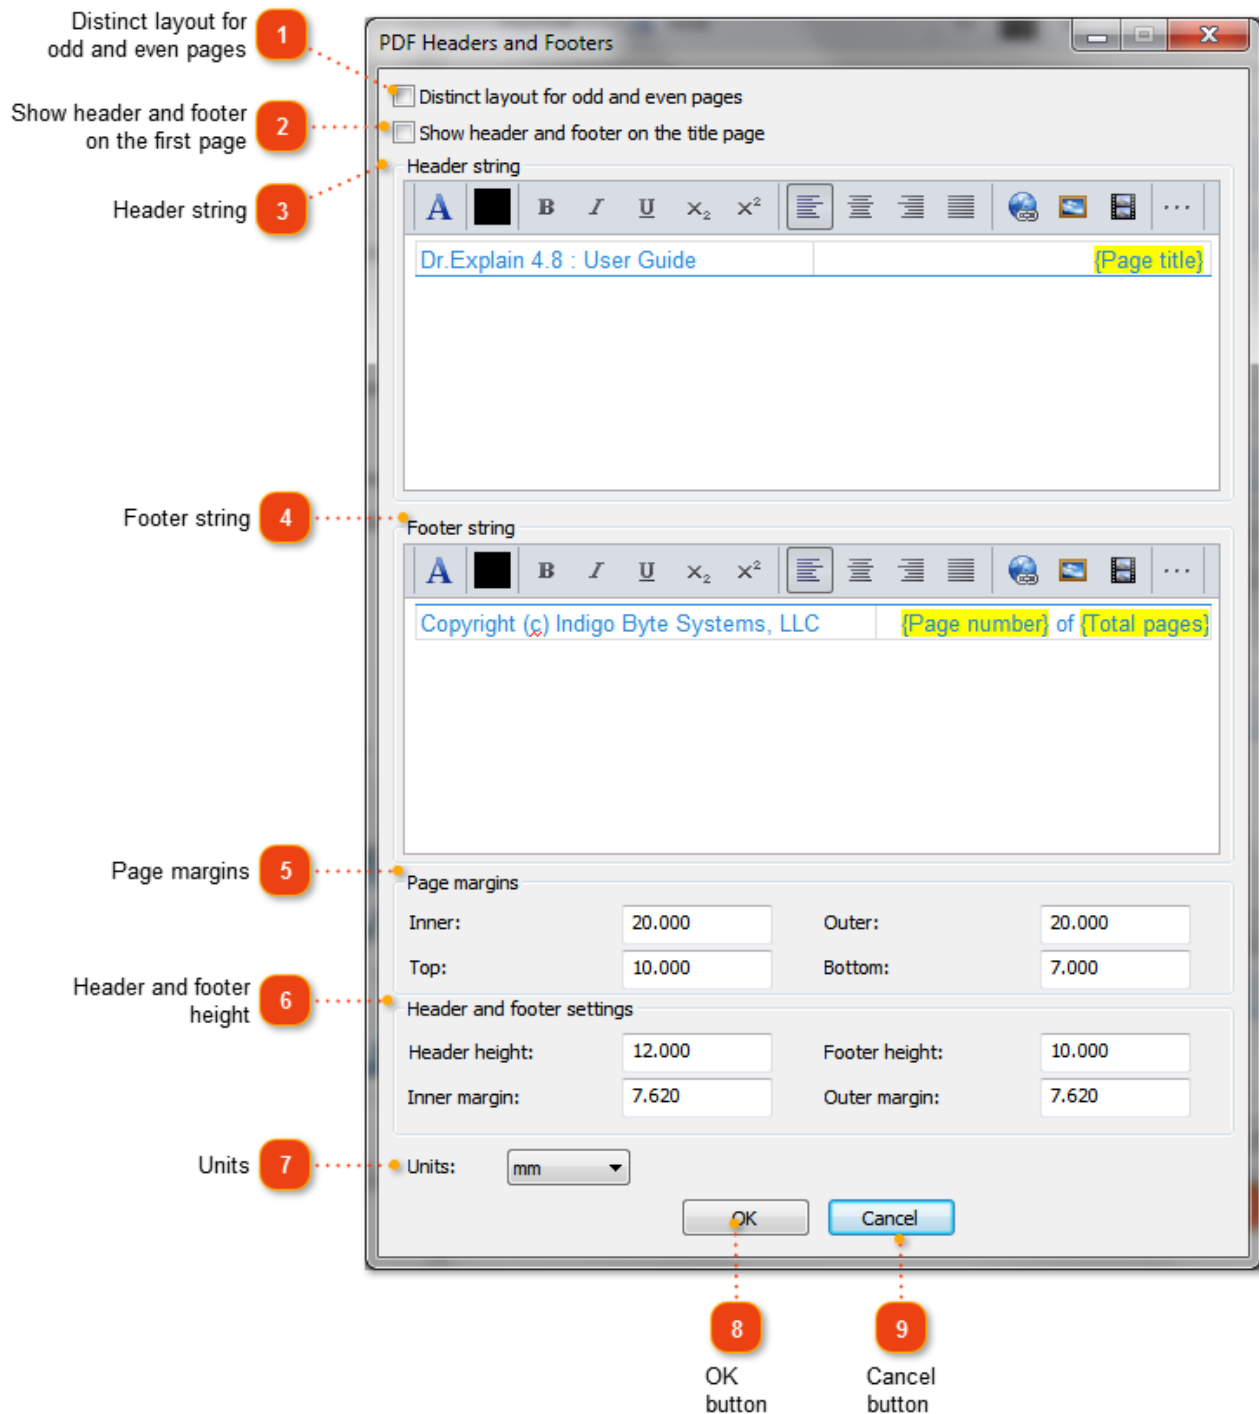 Distinct layout for
odd and even pages
1
PDF Headers and Footers
Distinct layout for odd and even pages
Show header and footer
on the first page
2
Show header and footer on the title page
Header string
3
Header string
A B I U x₂ x²
Dr.Explain 4.8 : User Guide {Page title}
Footer string
4
Footer string
A B I U x₂ x²
Copyright (c) Indigo Byte Systems, LLC {Page number} of {Total pages}
Page margins
5
Page margins
Inner: 20.000 Outer: 20.000
Top: 10.000 Bottom: 7.000
Header and footer
height
6
Header and footer settings
Header height: 12.000 Footer height: 10.000
Inner margin: 7.620 Outer margin: 7.620
Units
7
Units: mm
OK Cancel
8 9
OK
button
Cancel
button